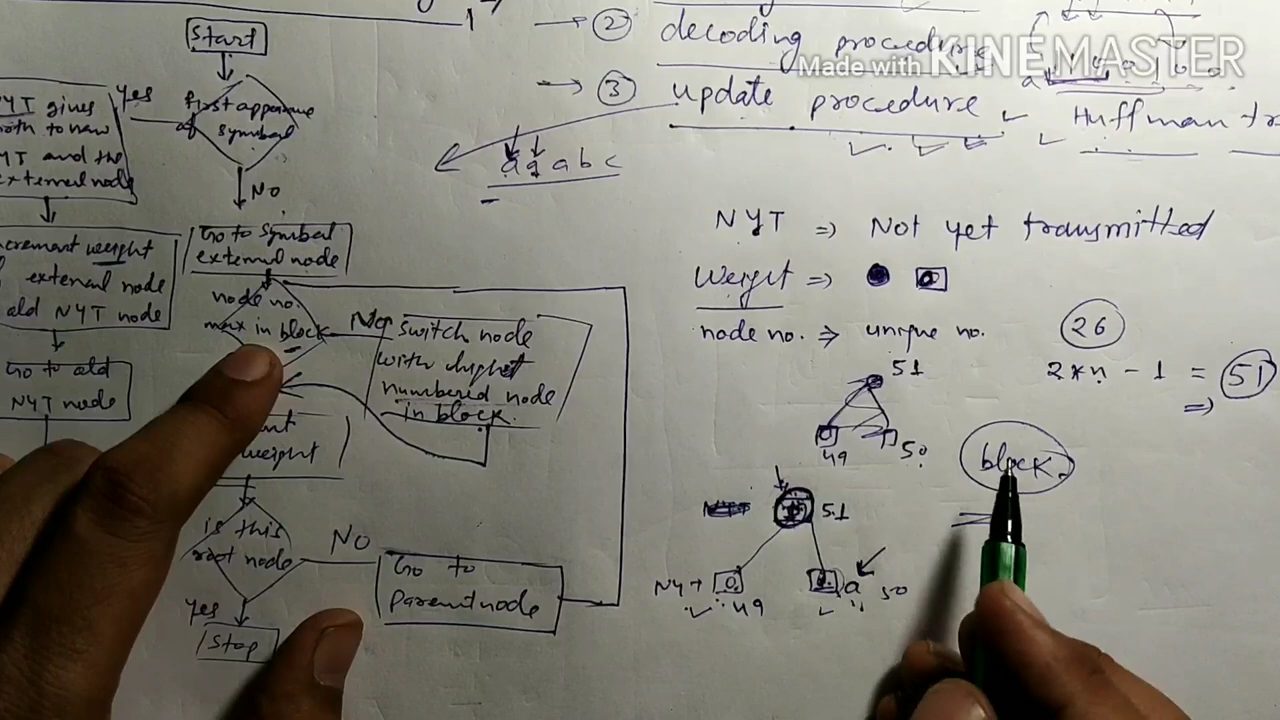 Start
→ ② decoding procedure
Made with KINEMASTER
→ ③ update procedure
Huffman
a a a b c
first appearance
of symbol
yes
NYT gives
birth to new
NYT and the
external node
No
Go to symbol
external node
increment weight
external node
old NYT node
Go to old
NYT node
node no.
max in block
No
switch node
with highest
numbered node
in block.
weight
is this
root node
No
Go to
Parent node
yes
Stop
NYT ⇒ Not yet transmitted
Weight ⇒
node no. ⇒ unique no.
26
2*n - 1 = 51
⇒
51
49
50
block.
51
NYT 0 49
a 50